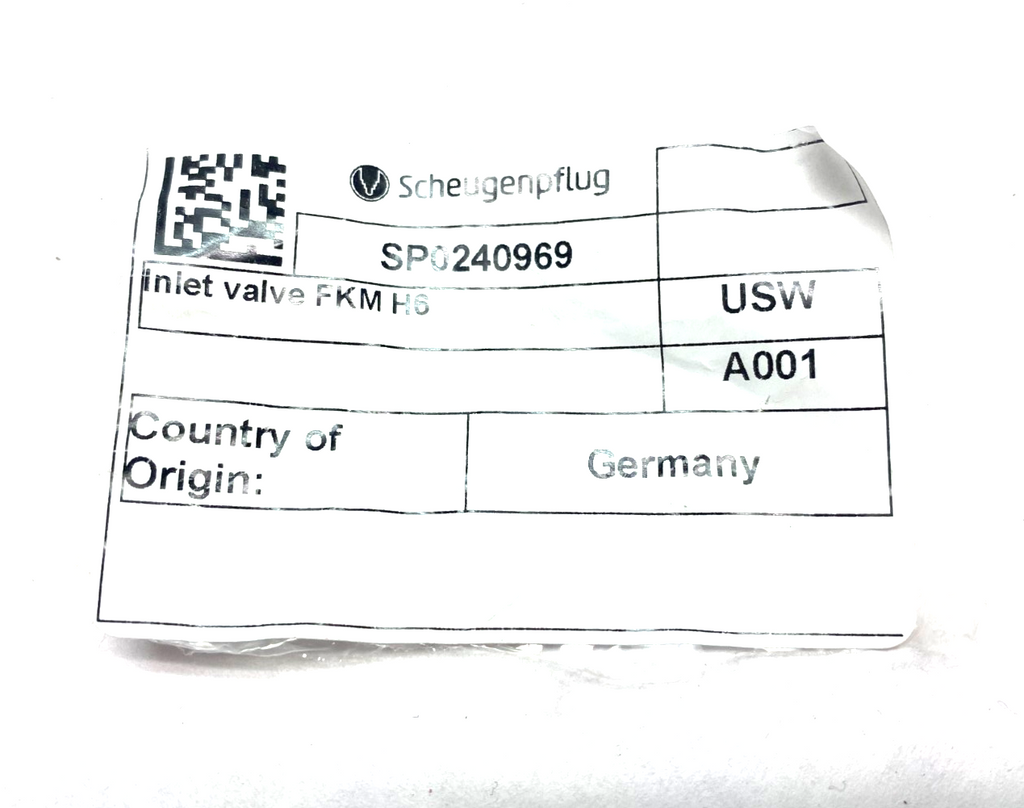 Scheugenpflug
SP0240969
Inlet valve FKM H6
USW
A001
Country of
Origin:
Germany